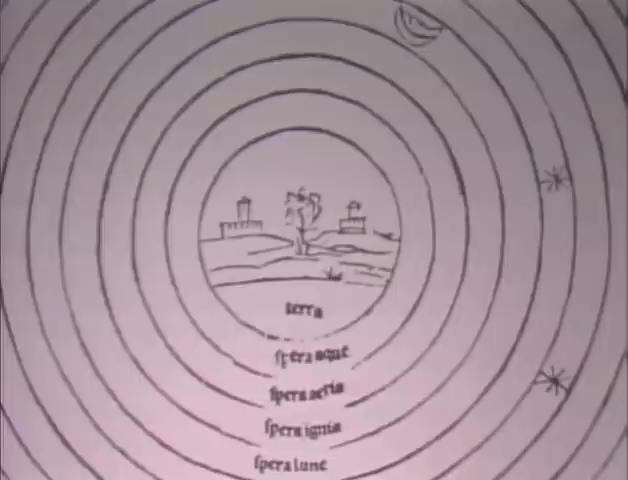 terra
ſpera aque
ſpera aeria
ſpera ignia
ſpera lune